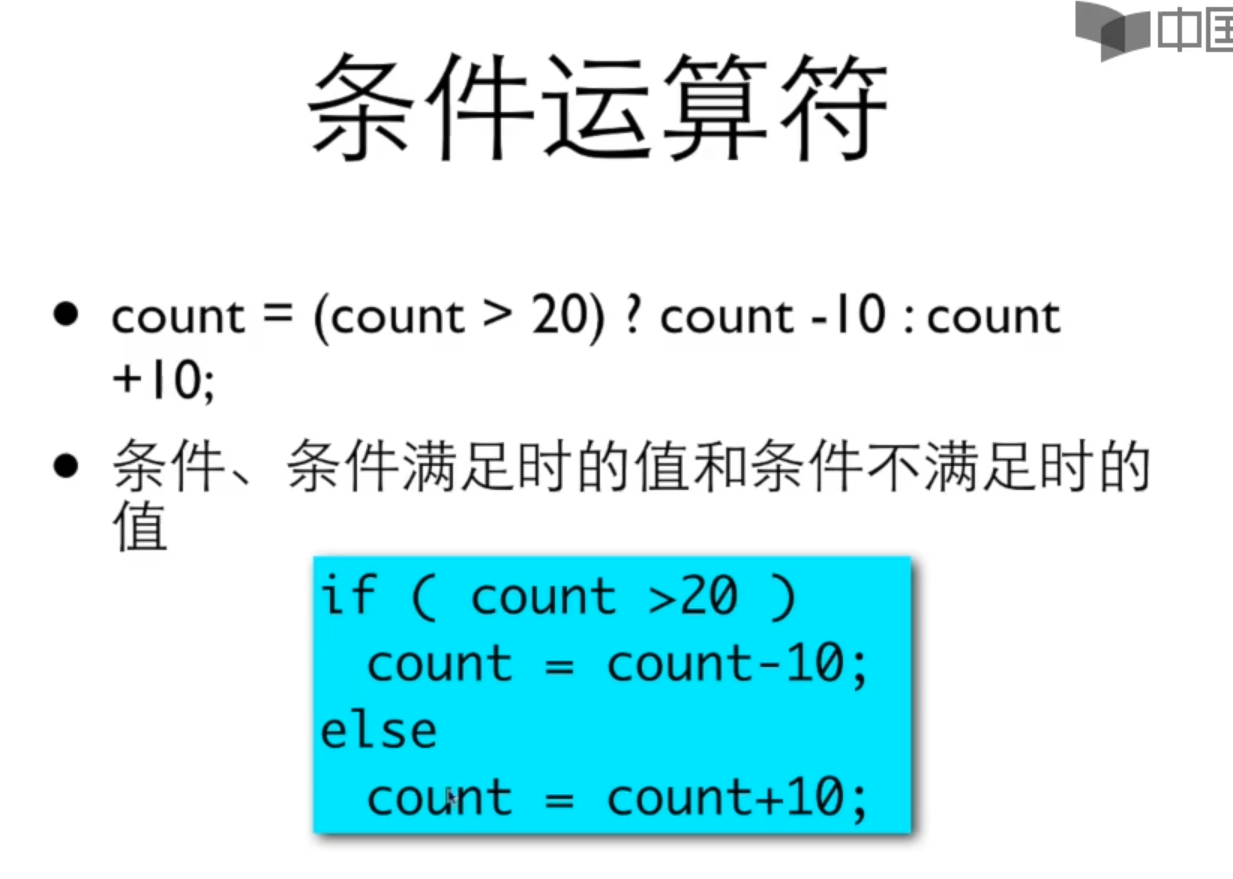 中国
条件运算符
count = (count > 20) ? count -10 : count
+10;
条件、条件满足时的值和条件不满足时的
值
if ( count >20 )
count = count-10;
else
count = count+10;